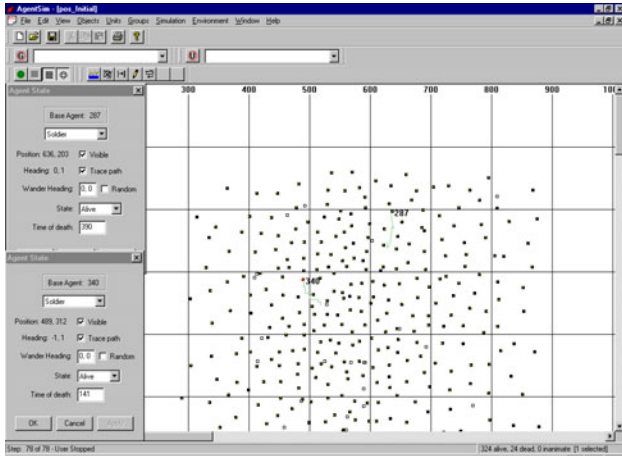 AgentSim - [pos_Initial]
File Edit View Objects Units Groups Simulation Environment Window Help
G U
Agent State
Base Agent: 287
Soldier
Position: 636, 203 Visible
Heading: 0, 1 Trace path
Wander Heading: 0, 0 Random
State: Alive
Time of death: 390
Agent State
Base Agent: 340
Soldier
Position: 489, 312 Visible
Heading: -1, 1 Trace path
Wander Heading: 0, 0 Random
State: Alive
Time of death: 141
OK Cancel Apply
300 400 500 600 700 800 900
287
340
Step: 78 of 78 - User Stopped
324 alive, 24 dead, 0 inanimate [1 selected]